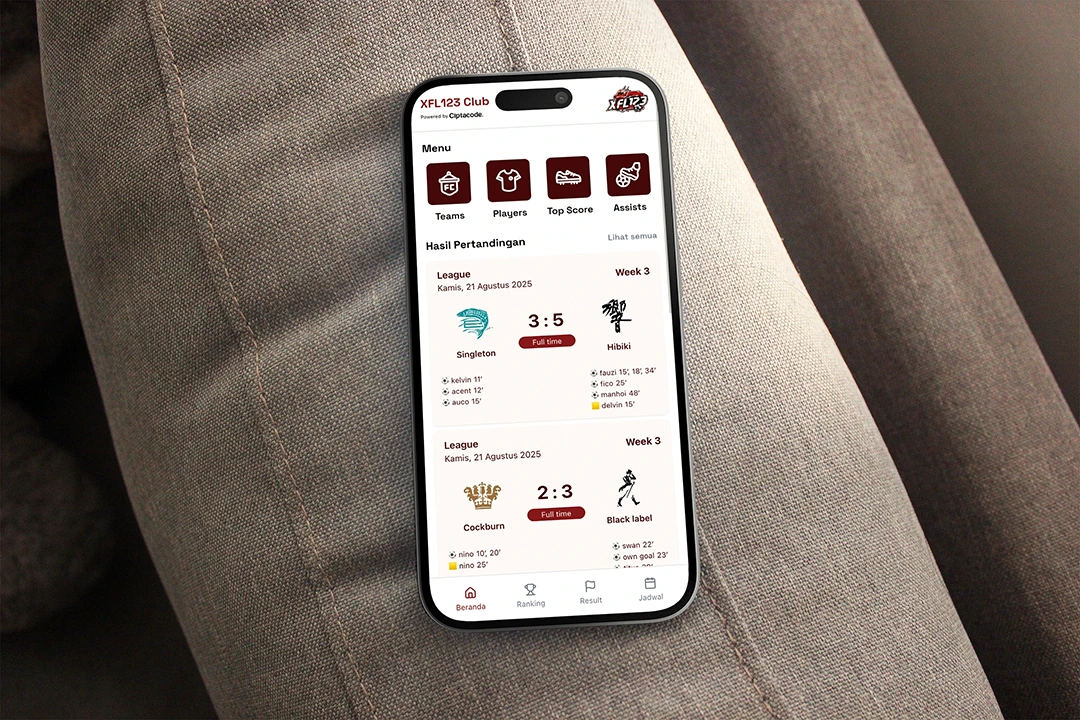 XFL123 Club
Powered by Ciptacode.
XFL123
Menu
FC
Teams
Players
Top Score
Assists
Hasil Pertandingan
Lihat semua
League
Week 3
Kamis, 21 Agustus 2025
3 : 5
Full time
響
Singleton
Hibiki
kelvin 11'
acent 12'
auco 15'
fauzi 15', 18', 34'
fico 25'
manhoi 48'
delvin 15'
League
Week 3
Kamis, 21 Agustus 2025
2 : 3
Full time
Cockburn
Black label
nino 10', 20'
nino 25'
swan 22'
own goal 23'
Beranda
Ranking
Result
Jadwal